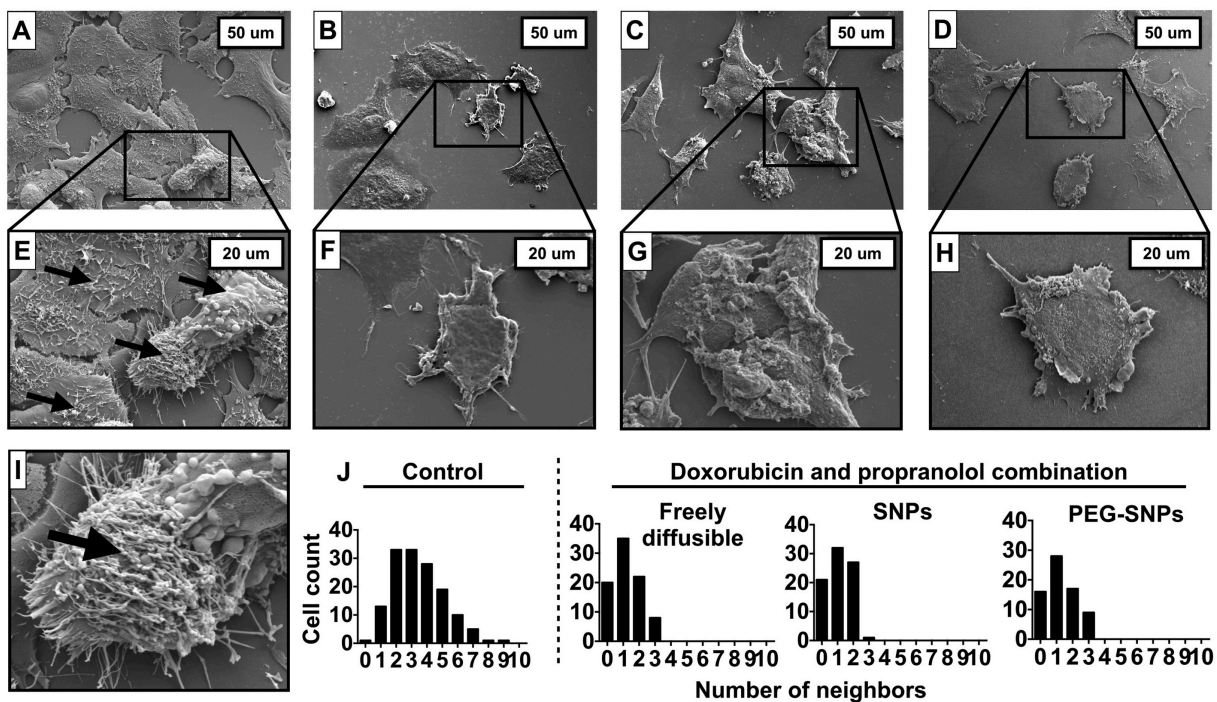 A
50 um
B
50 um
C
50 um
D
50 um
E
20 um
F
20 um
G
20 um
H
20 um
I
J
Control
Doxorubicin and propranolol combination
Freely
diffusible
SNPs
PEG-SNPs
Cell count
40
30
20
10
0
0 1 2 3 4 5 6 7 8 9 10
40
30
20
10
0
0 1 2 3 4 5 6 7 8 9 10
40
30
20
10
0
0 1 2 3 4 5 6 7 8 9 10
40
30
20
10
0
0 1 2 3 4 5 6 7 8 9 10
Number of neighbors